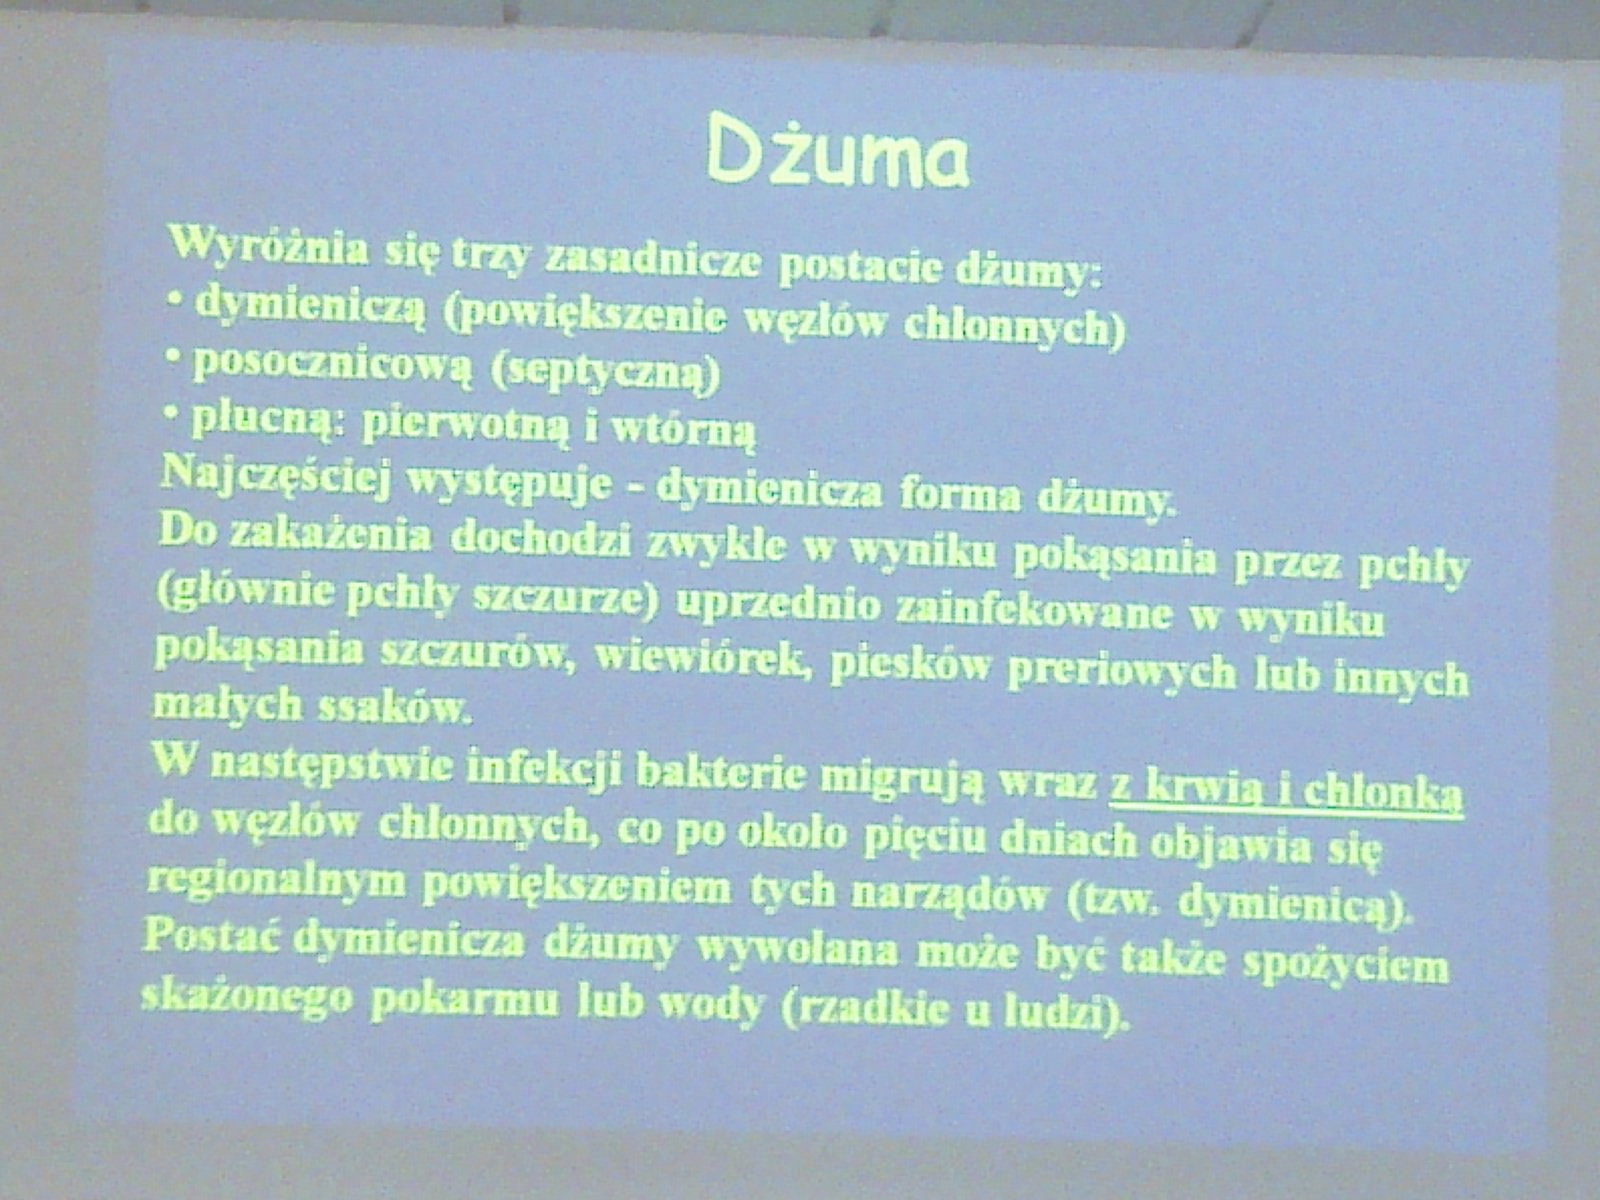 Dżuma
Wyróżnia się trzy zasadnicze postacie dżumy:
• dymieniczą (powiększenie węzłów chłonnych)
• posocznicową (septyczną)
• płucną: pierwotną i wtórną
Najczęściej występuje - dymienicza forma dżumy.
Do zakażenia dochodzi zwykle w wyniku pokąsania przez pchły
(głównie pchły szczurze) uprzednio zainfekowane w wyniku
pokąsania szczurów, wiewiórek, piesków preriowych lub innych
małych ssaków.
W następstwie infekcji bakterie migrują wraz z krwią i chłonką
do węzłów chłonnych, co po około pięciu dniach objawia się
regionalnym powiększeniem tych narządów (tzw. dymienicą).
Postać dymienicza dżumy wywołana może być także spożyciem
skażonego pokarmu lub wody (rzadkie u ludzi).